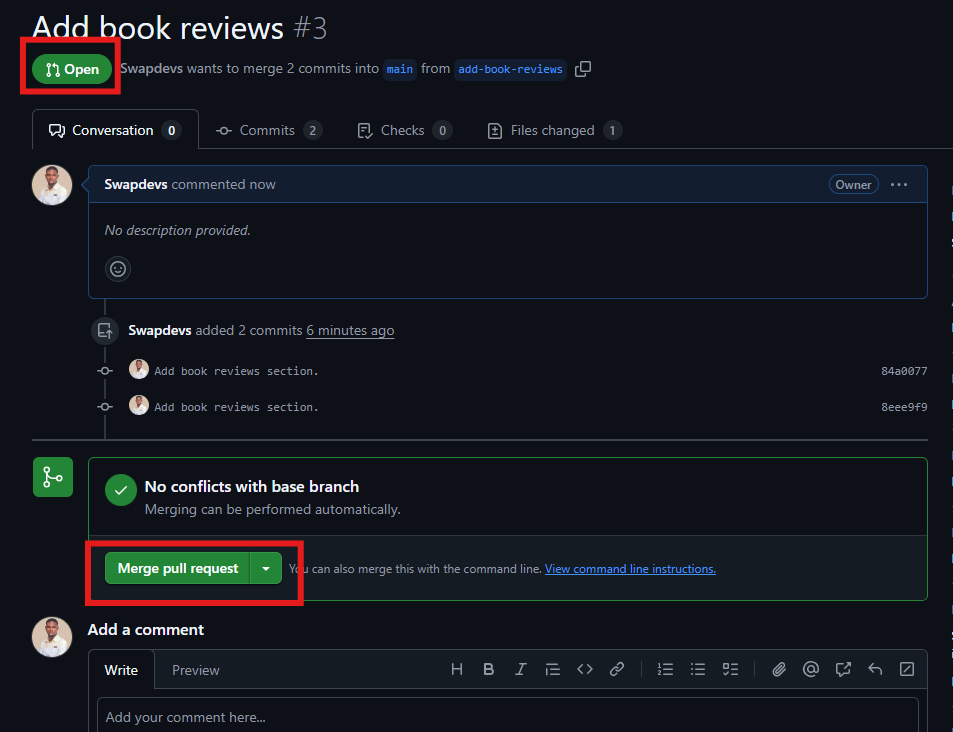 Add book reviews #3
Open Swapdevs wants to merge 2 commits into main from add-book-reviews
Conversation 0 Commits 2 Checks 0 Files changed 1
Swapdevs commented now Owner
No description provided.
Swapdevs added 2 commits 6 minutes ago
Add book reviews section. 84a0077
Add book reviews section. 8eee9f9
No conflicts with base branch
Merging can be performed automatically.
Merge pull request You can also merge this with the command line. View command line instructions.
Add a comment
Write Preview
Add your comment here...